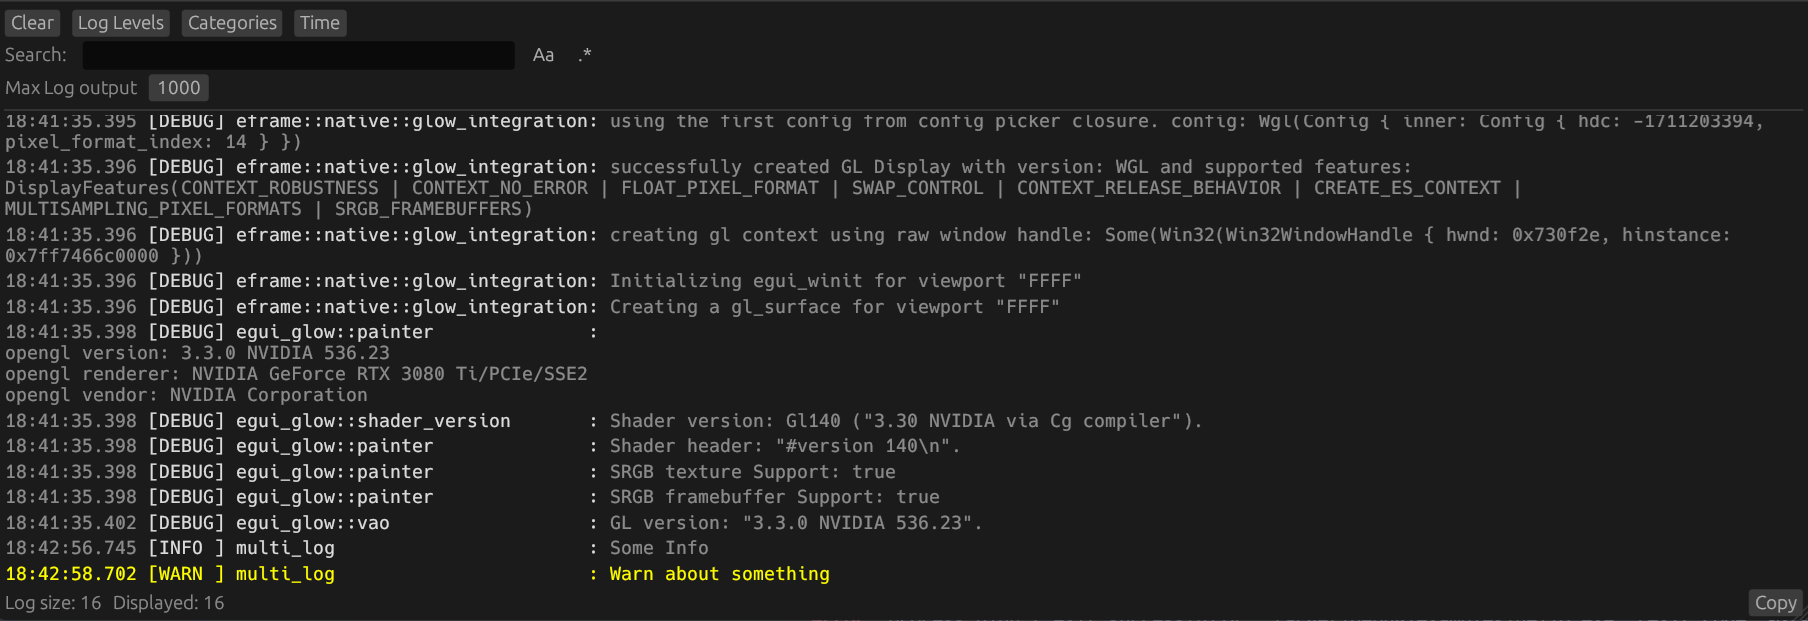 Clear Log Levels Categories Time
Search: Aa .*
Max Log output 1000
18:41:35.395 [DEBUG] eframe::native::glow_integration: using the first config from config picker closure. config: Wgl(Config { inner: Config { hdc: -1711203394,
pixel_format_index: 14 } })
18:41:35.396 [DEBUG] eframe::native::glow_integration: successfully created GL Display with version: WGL and supported features:
DisplayFeatures(CONTEXT_ROBUSTNESS | CONTEXT_NO_ERROR | FLOAT_PIXEL_FORMAT | SWAP_CONTROL | CONTEXT_RELEASE_BEHAVIOR | CREATE_ES_CONTEXT |
MULTISAMPLING_PIXEL_FORMATS | SRGB_FRAMEBUFFERS)
18:41:35.396 [DEBUG] eframe::native::glow_integration: creating gl context using raw window handle: Some(Win32(Win32WindowHandle { hwnd: 0x730f2e, hinstance:
0x7ff7466c0000 }))
18:41:35.396 [DEBUG] eframe::native::glow_integration: Initializing egui_winit for viewport "FFFF"
18:41:35.396 [DEBUG] eframe::native::glow_integration: Creating a gl_surface for viewport "FFFF"
18:41:35.398 [DEBUG] egui_glow::painter :
opengl version: 3.3.0 NVIDIA 536.23
opengl renderer: NVIDIA GeForce RTX 3080 Ti/PCIe/SSE2
opengl vendor: NVIDIA Corporation
18:41:35.398 [DEBUG] egui_glow::shader_version : Shader version: Gl140 ("3.30 NVIDIA via Cg compiler").
18:41:35.398 [DEBUG] egui_glow::painter : Shader header: "#version 140\n".
18:41:35.398 [DEBUG] egui_glow::painter : SRGB texture Support: true
18:41:35.398 [DEBUG] egui_glow::painter : SRGB framebuffer Support: true
18:41:35.402 [DEBUG] egui_glow::vao : GL version: "3.3.0 NVIDIA 536.23".
18:42:56.745 [INFO ] multi_log : Some Info
18:42:58.702 [WARN ] multi_log : Warn about something
Log size: 16 Displayed: 16 Copy